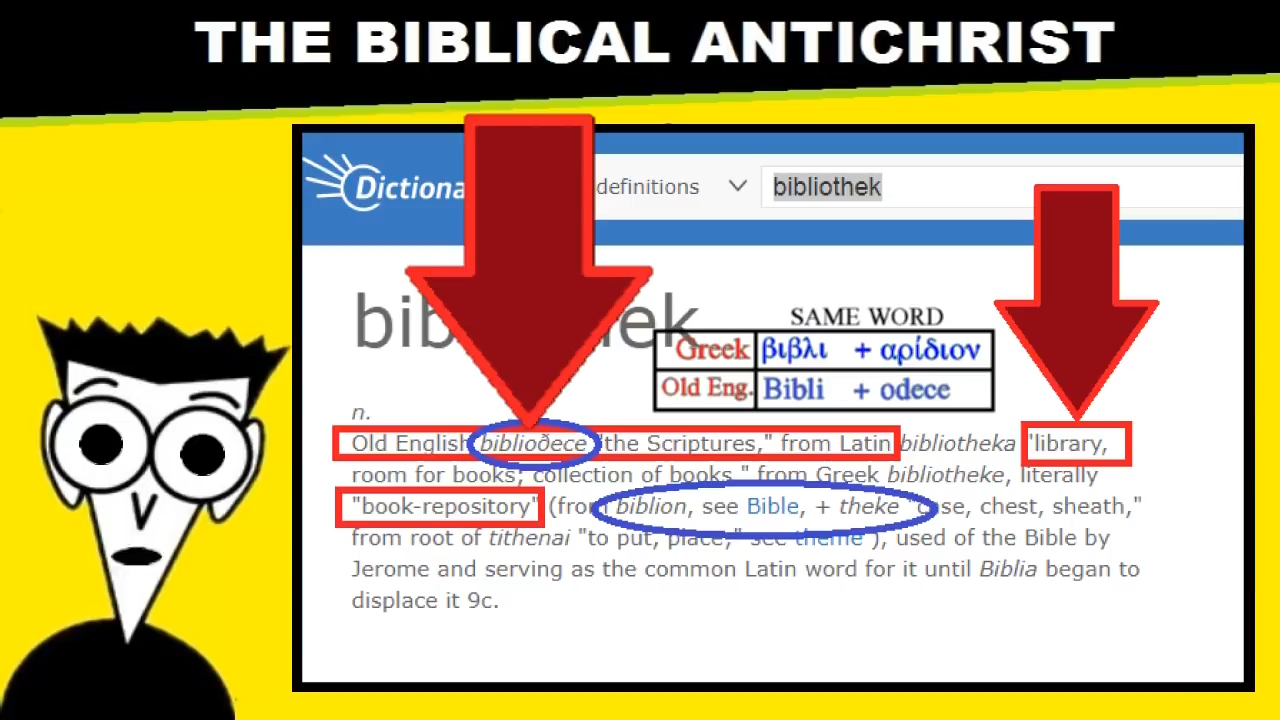 THE BIBLICAL ANTICHRIST
Dictiona
definitions
bibliothek
bib
ek
SAME WORD
Greek βιβλι + αρίδιον
Old Eng. Bibli + odece
n.
Old English biblioðece "the Scriptures," from Latin bibliotheka "library,
room for books; collection of books," from Greek bibliotheke, literally
"book-repository" (from biblion, see Bible, + theke "case, chest, sheath,"
from root of tithenai "to put, place," see theme ), used of the Bible by
Jerome and serving as the common Latin word for it until Biblia began to
displace it 9c.